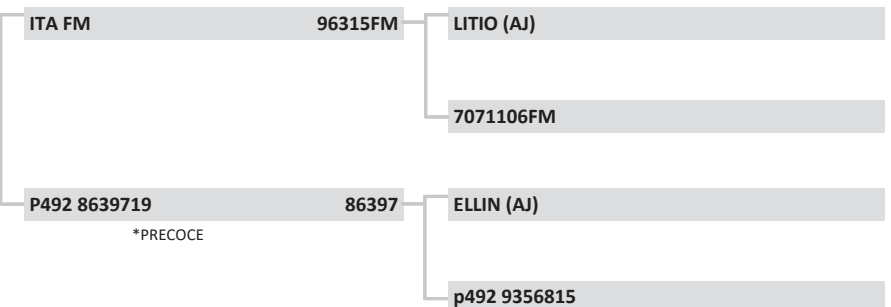 ITA FM 96315FM
LITIO (AJ)
7071106FM
P492 8639719 86397
*PRECOCE
ELLIN (AJ)
p492 9356815